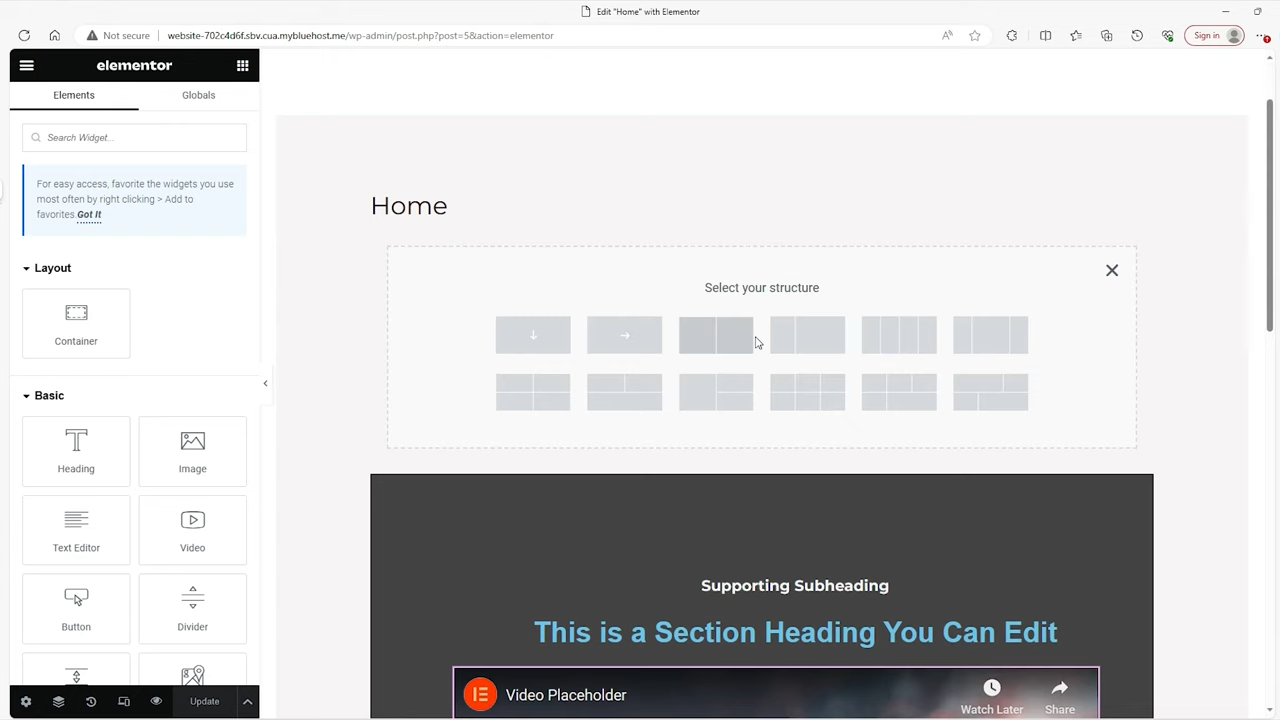 Edit "Home" with Elementor
Not secure
website-702c4d6f.sbv.cua.mybluehost.me/wp-admin/post.php?post=5&action=elementor
Sign in
elementor
Elements
Globals
Search Widget...
For easy access, favorite the widgets you use
most often by right clicking > Add to
favorites. Got It
Layout
Container
Basic
Heading
Image
Text Editor
Video
Button
Divider
Update
Home
Select your structure
Supporting Subheading
This is a Section Heading You Can Edit
Video Placeholder
Watch Later
Share